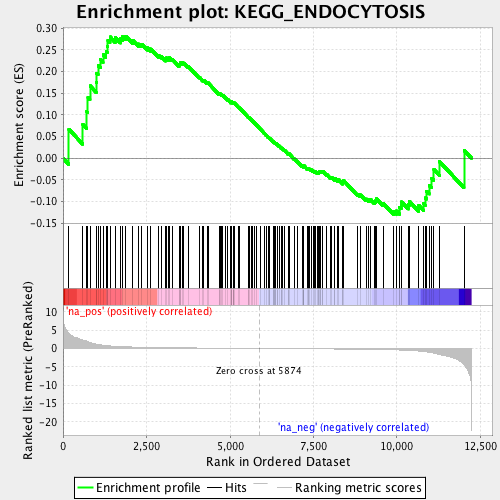 Enrichment plot: KEGG_ENDOCYTOSIS
Enrichment score (ES)
0.30
0.25
0.20
0.15
0.10
0.05
0.00
-0.05
-0.10
-0.15
Ranked list metric (PreRanked)
'na_pos' (positively correlated)
10
5
0
-5
-10
-15
-20
Zero cross at 5874
'na_neg' (negatively correlated)
0
2,500
5,000
7,500
10,000
12,500
Rank in Ordered Dataset
Enrichment profile
Hits
Ranking metric scores